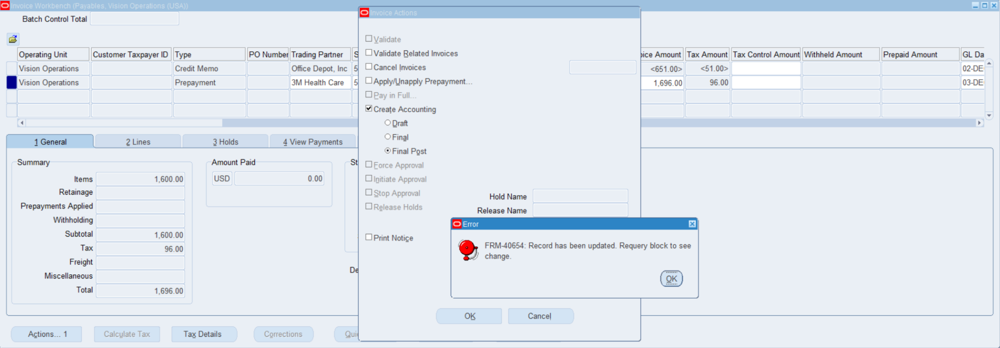 Invoice Workbench (Payables, Vision Operations (USA))
Batch Control Total
Operating Unit Customer Taxpayer ID Type PO Number Trading Partner S
Vision Operations Credit Memo Office Depot, Inc 5
Vision Operations Prepayment 3M Health Care 5
Invoice Actions
Validate
Validate Related Invoices
Cancel Invoices
Apply/Unapply Prepayment...
Pay in Full...
Create Accounting
Draft
Final
Final Post
Force Approval
Initiate Approval
Stop Approval
Release Holds
Hold Name
Release Name
Print Notice
OK Cancel
oice Amount Tax Amount Tax Control Amount Withheld Amount Prepaid Amount GL Da
<651.00> <51.00> 02-DE
1,696.00 96.00 03-DE
1 General 2 Lines 3 Holds 4 View Payments
Summary
Items 1,600.00
Retainage
Prepayments Applied
Withholding
Subtotal 1,600.00
Tax 96.00
Freight
Miscellaneous
Total 1,696.00
Amount Paid
USD 0.00
St
De
Error
FRM-40654: Record has been updated. Requery block to see
change.
OK
Actions... 1 Calculate Tax Tax Details Corrections Qui